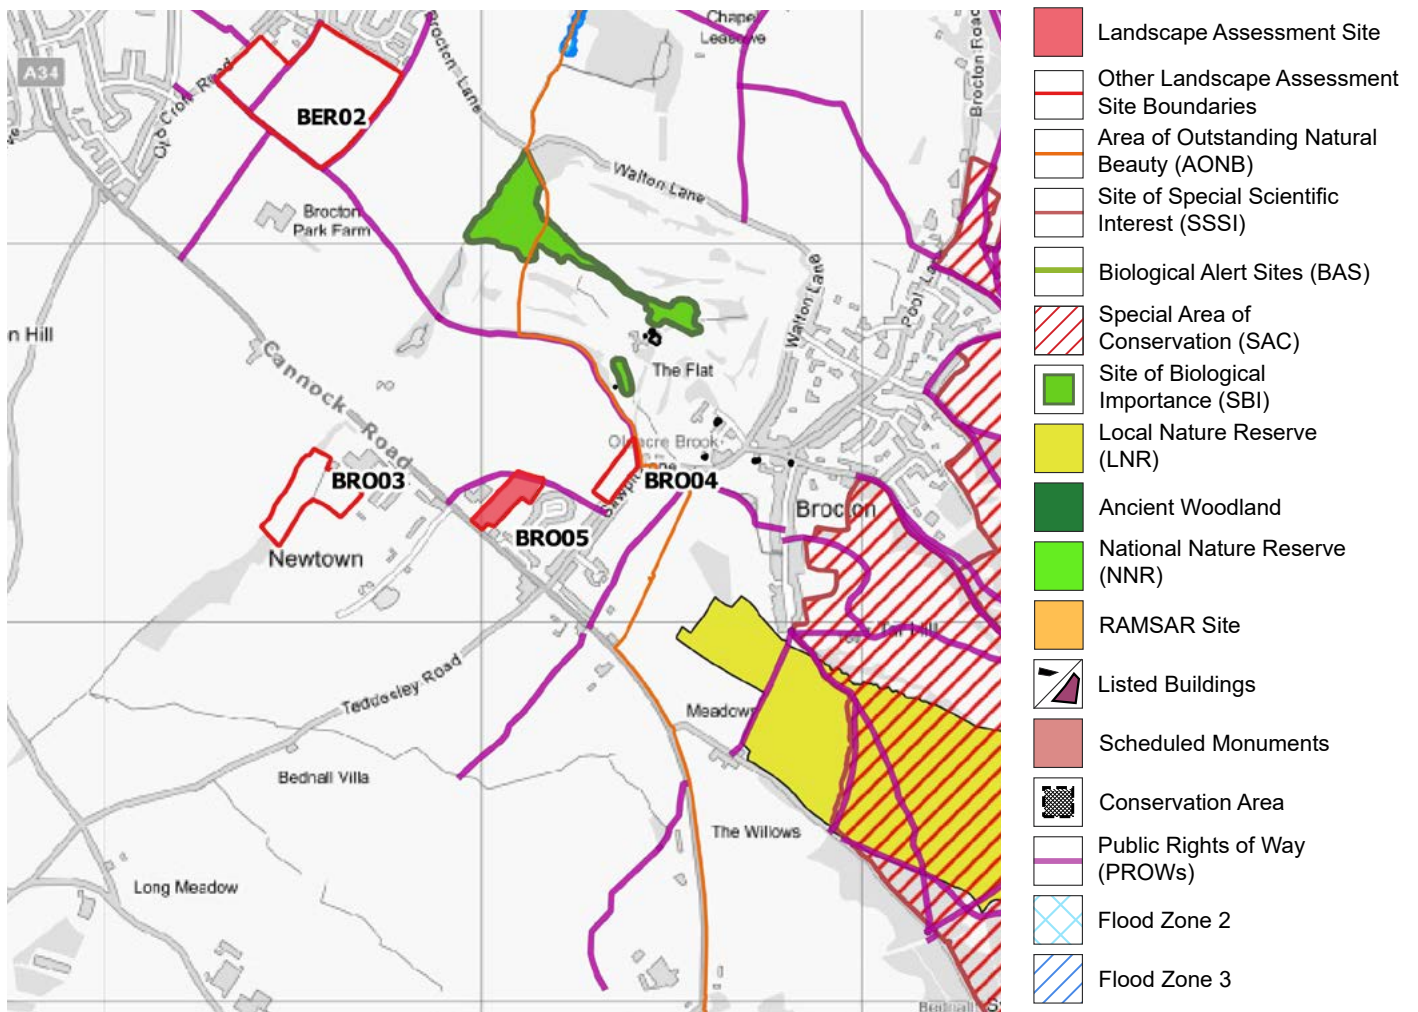 Chapel
Leasowe
Brocton Lane
Brocton Road
A34
Old Croft Road
BER02
Walton Lane
Brocton
Park Farm
Walton Lane
Pool Lane
n Hill
Cannock Road
The Flat
Oldacre Brook
BRO03
BRO04
Sawpit Lane
Brocton
BRO05
Newtown
Tar Hill
Teddesley Road
Meadows
Bednall Villa
The Willows
Long Meadow
Landscape Assessment Site
Other Landscape Assessment
Site Boundaries
Area of Outstanding Natural
Beauty (AONB)
Site of Special Scientific
Interest (SSSI)
Biological Alert Sites (BAS)
Special Area of
Conservation (SAC)
Site of Biological
Importance (SBI)
Local Nature Reserve
(LNR)
Ancient Woodland
National Nature Reserve
(NNR)
RAMSAR Site
Listed Buildings
Scheduled Monuments
Conservation Area
Public Rights of Way
(PROWs)
Flood Zone 2
Flood Zone 3